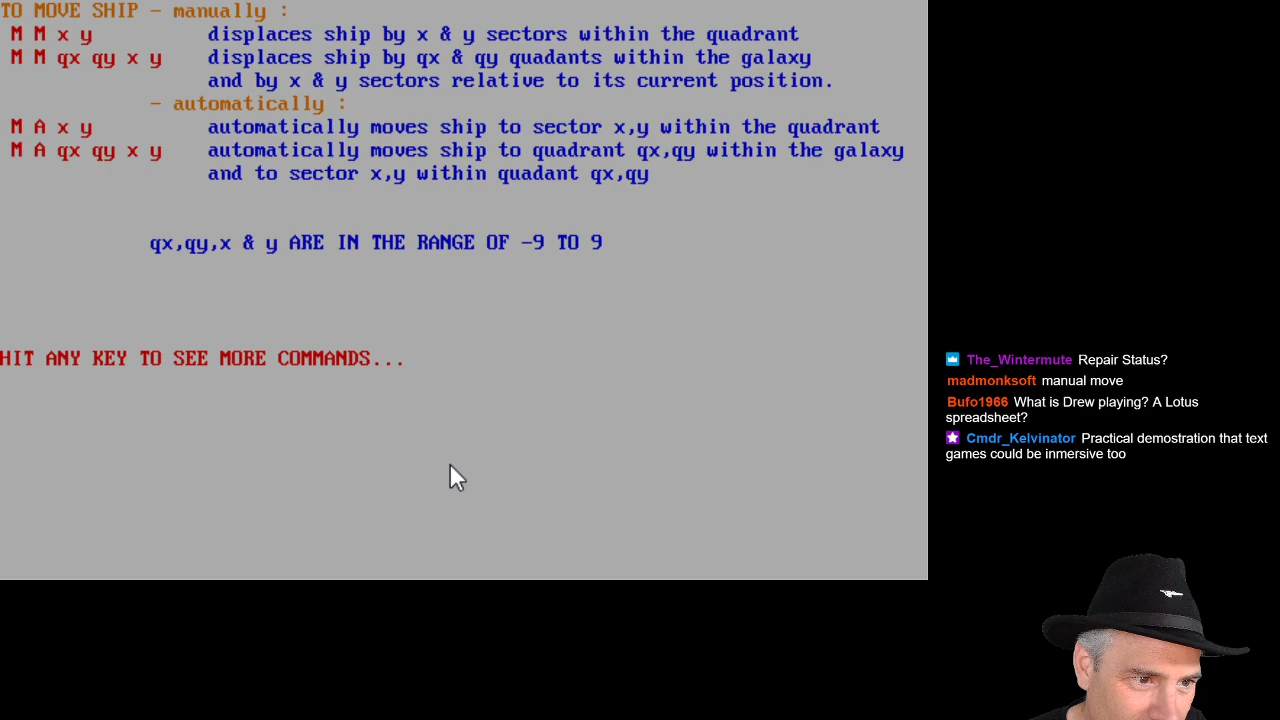 TO MOVE SHIP - manually :
M M x y displaces ship by x & y sectors within the quadrant
M M qx qy x y displaces ship by qx & qy quadants within the galaxy
and by x & y sectors relative to its current position.
- automatically :
M A x y automatically moves ship to sector x,y within the quadrant
M A qx qy x y automatically moves ship to quadrant qx,qy within the galaxy
and to sector x,y within quadant qx,qy
qx,qy,x & y ARE IN THE RANGE OF -9 TO 9
HIT ANY KEY TO SEE MORE COMMANDS...
The_Wintermute Repair Status?
madmonksoft manual move
Bufo1966 What is Drew playing? A Lotus
spreadsheet?
Cmdr_Kelvinator Practical demostration that text
games could be inmersive too